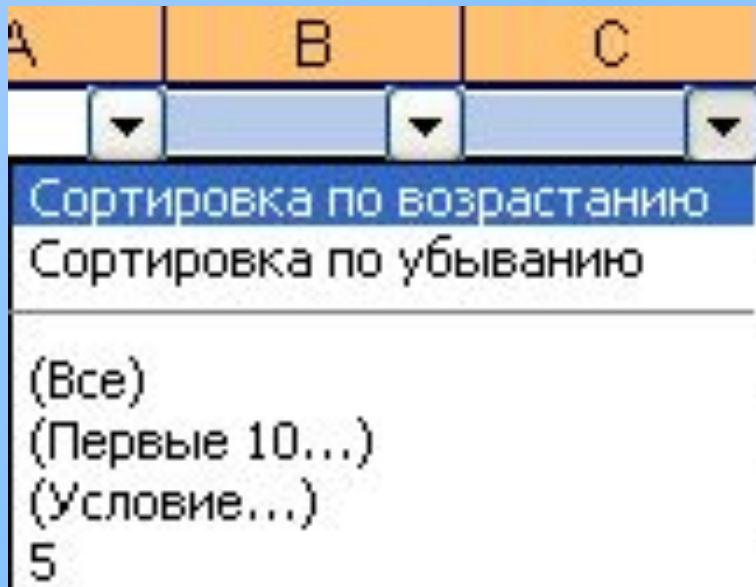 A B C
Сортировка по возрастанию
Сортировка по убыванию
(Все)
(Первые 10...)
(Условие...)
5